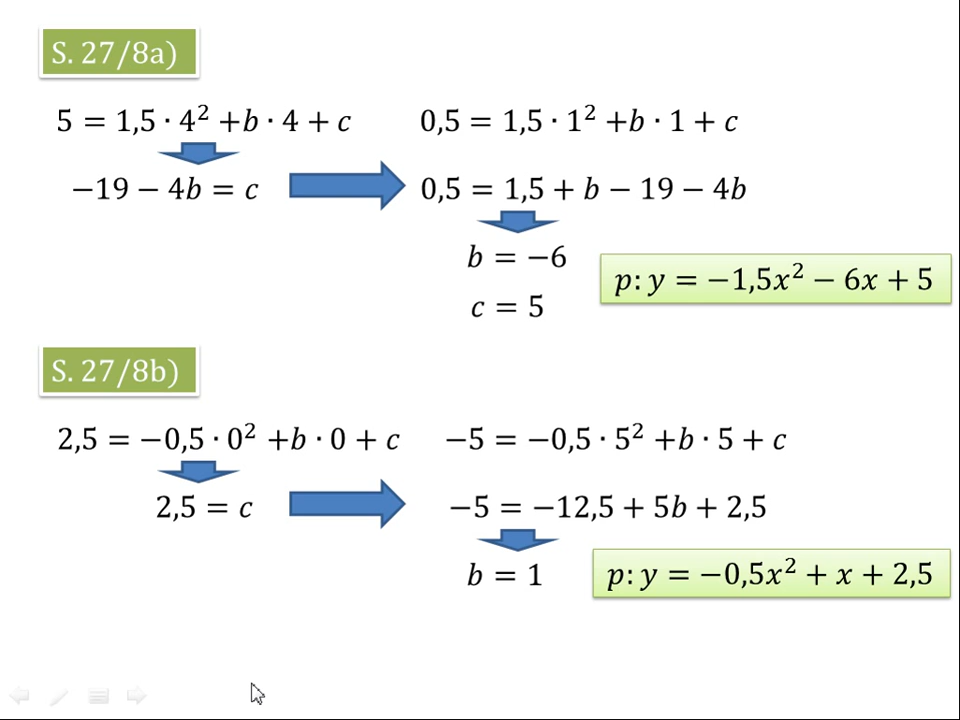 S. 27/8a)
5 = 1,5 · 4² +b · 4 + c
0,5 = 1,5 · 1² +b · 1 + c
−19 − 4b = c
0,5 = 1,5 + b − 19 − 4b
b = −6
p: y = −1,5x² − 6x + 5
c = 5
S. 27/8b)
2,5 = −0,5 · 0² +b · 0 + c
−5 = −0,5 · 5² +b · 5 + c
2,5 = c
−5 = −12,5 + 5b + 2,5
b = 1
p: y = −0,5x² + x + 2,5